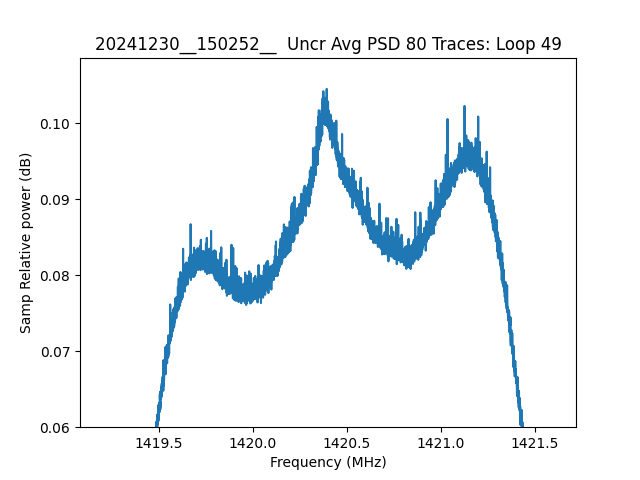 20241230__150252__  Uncr Avg PSD 80 Traces: Loop 49
0.10
0.09
0.08
0.07
0.06
Samp Relative power (dB)
1419.5 1420.0 1420.5 1421.0 1421.5
Frequency (MHz)